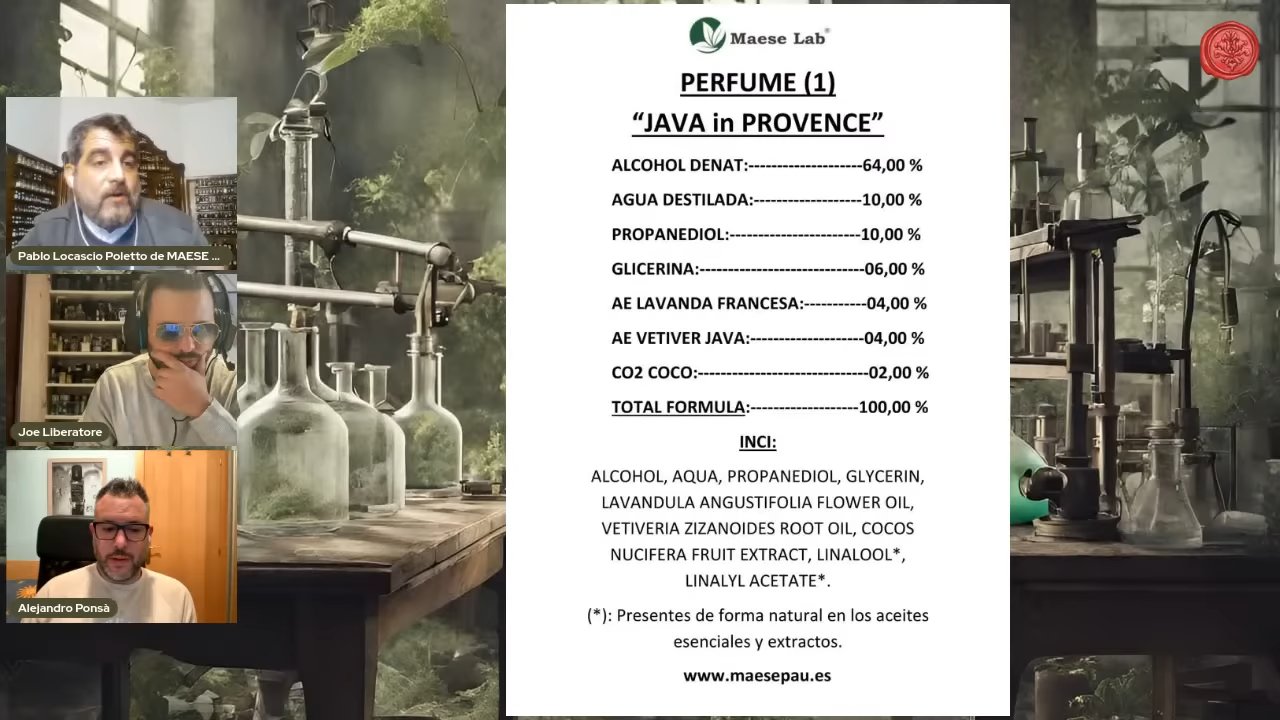 Maese Lab®
PERFUME (1)
“JAVA in PROVENCE”
ALCOHOL DENAT:--------------------64,00 %
AGUA DESTILADA:-------------------10,00 %
PROPANEDIOL:-----------------------10,00 %
GLICERINA:-----------------------------06,00 %
AE LAVANDA FRANCESA:-----------04,00 %
AE VETIVER JAVA:--------------------04,00 %
CO2 COCO:------------------------------02,00 %
TOTAL FORMULA:-------------------100,00 %
INCI:
ALCOHOL, AQUA, PROPANEDIOL, GLYCERIN,
LAVANDULA ANGUSTIFOLIA FLOWER OIL,
VETIVERIA ZIZANOIDES ROOT OIL, COCOS
NUCIFERA FRUIT EXTRACT, LINALOOL*,
LINALYL ACETATE*.
(*): Presentes de forma natural en los aceites
esenciales y extractos.
www.maesepau.es
Pablo Locascio Poletto de MAESE ...
Joe Liberatore
Alejandro Ponsà